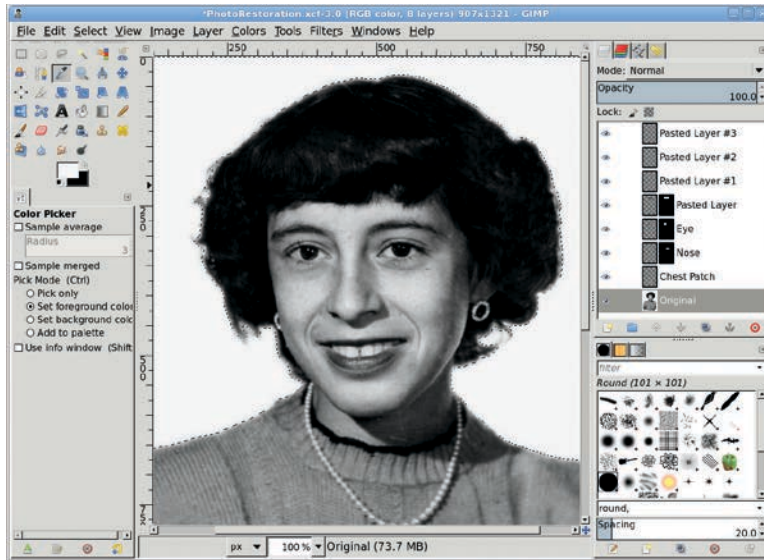 *PhotoRestoration.xcf-3.0 (RGB color, 8 layers) 907x1321 – GIMP
File Edit Select View Image Layer Colors Tools Filters Windows Help
250 500 750
0
Color Picker
Sample average
Radius
3
Sample merged
Pick Mode (Ctrl)
Pick only
Set foreground color
Set background colo
Add to palette
Use info window (Shift
px 100% Original (73.7 MB)
Mode: Normal
Opacity
100.0
Lock:
Pasted Layer #3
Pasted Layer #2
Pasted Layer #1
Pasted Layer
Eye
Nose
Chest Patch
Original
filter
Round (101 × 101)
round,
Spacing
20.0